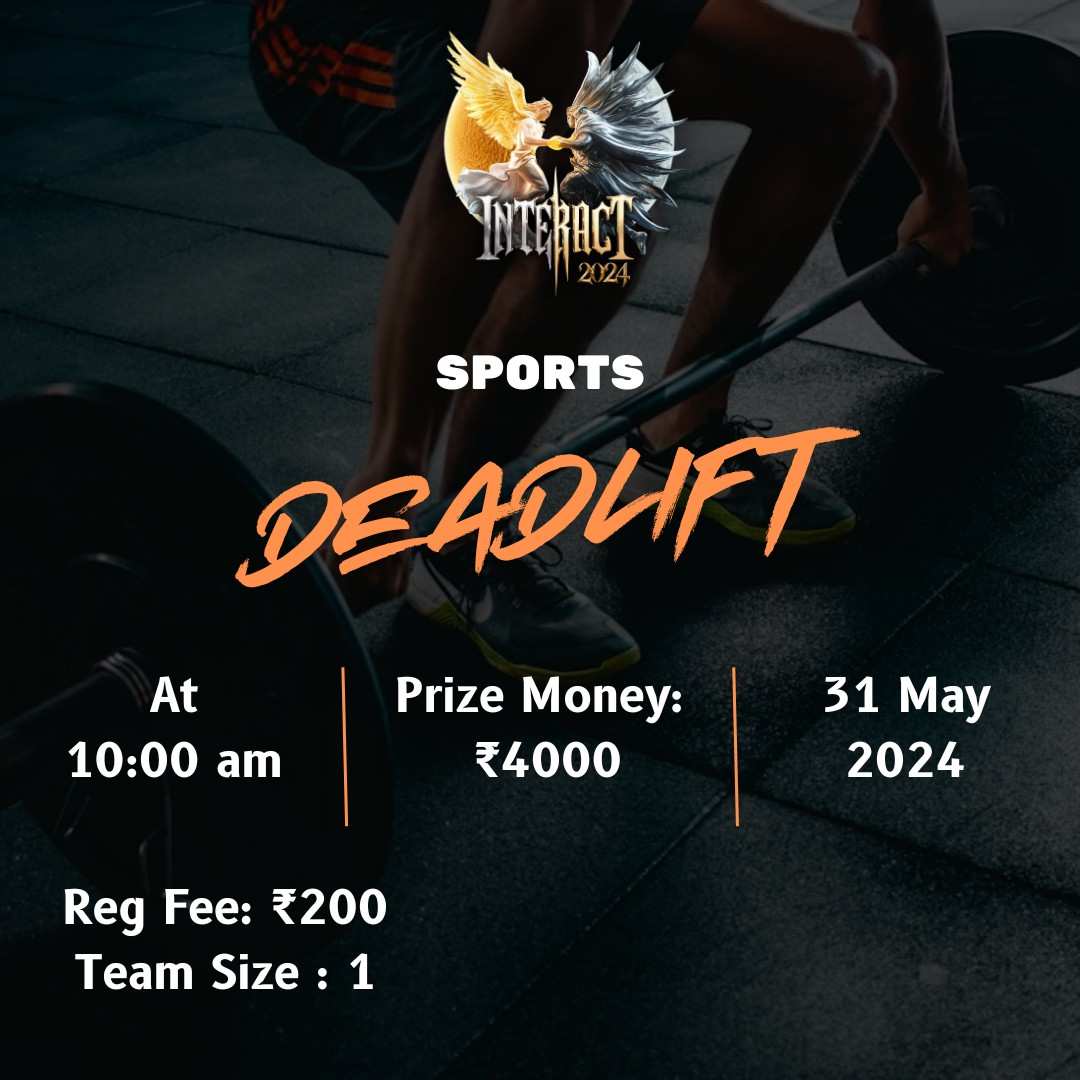 INTERACT
2024
SPORTS
DEADLIFT
At
10:00 am
Prize Money:
₹4000
31 May
2024
Reg Fee: ₹200
Team Size : 1